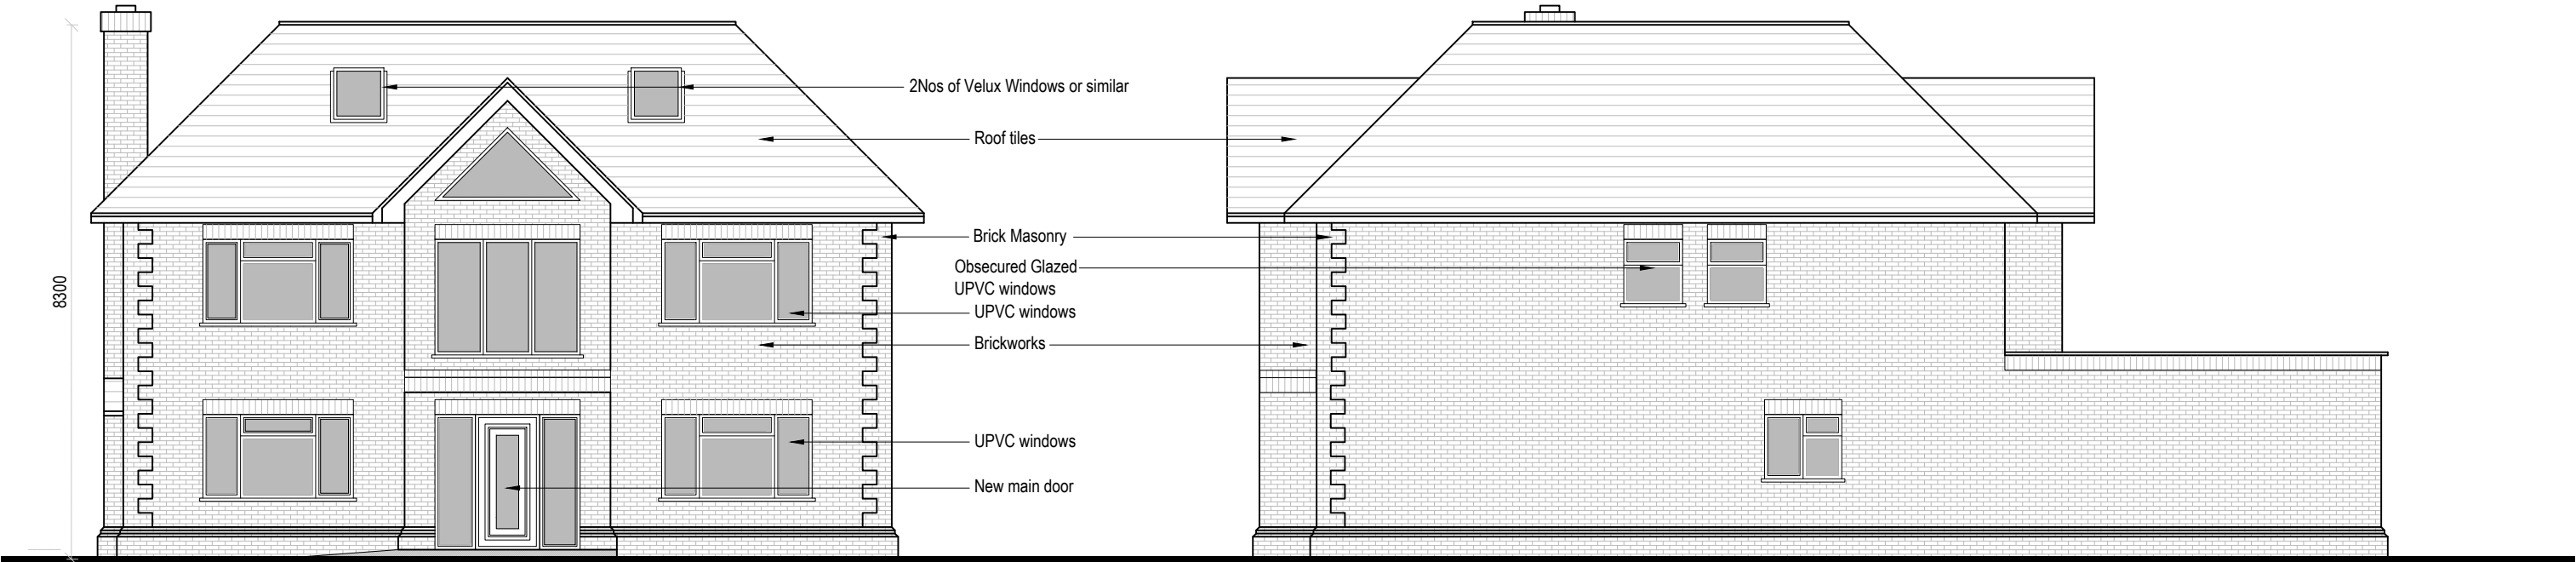 2Nos of Velux Windows or similar
Roof tiles
Brick Masonry
Obsecured Glazed
UPVC windows
UPVC windows
8300
Brickworks
UPVC windows
New main door